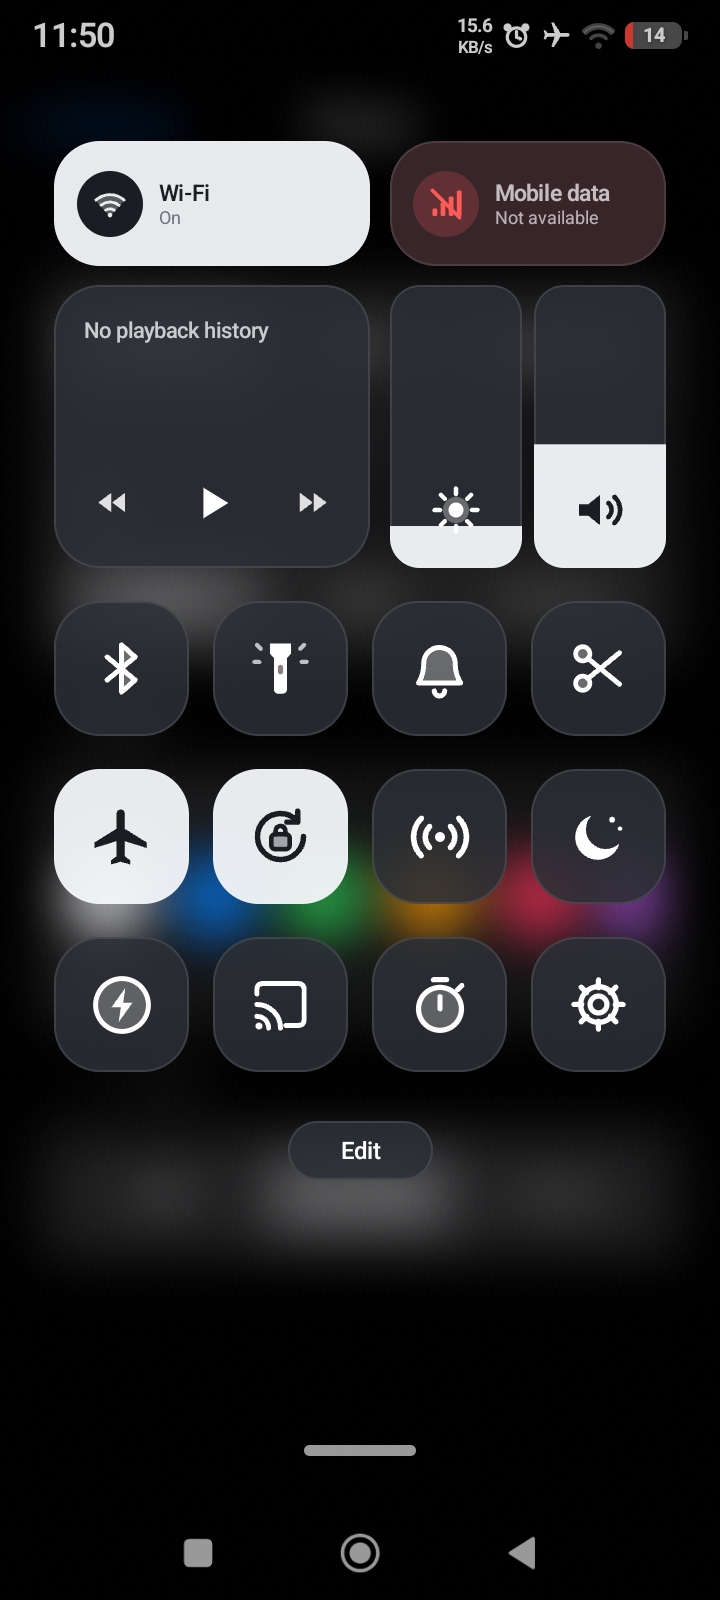 11:50
15.6
KB/s
14
Wi-Fi
On
Mobile data
Not available
No playback history
Edit